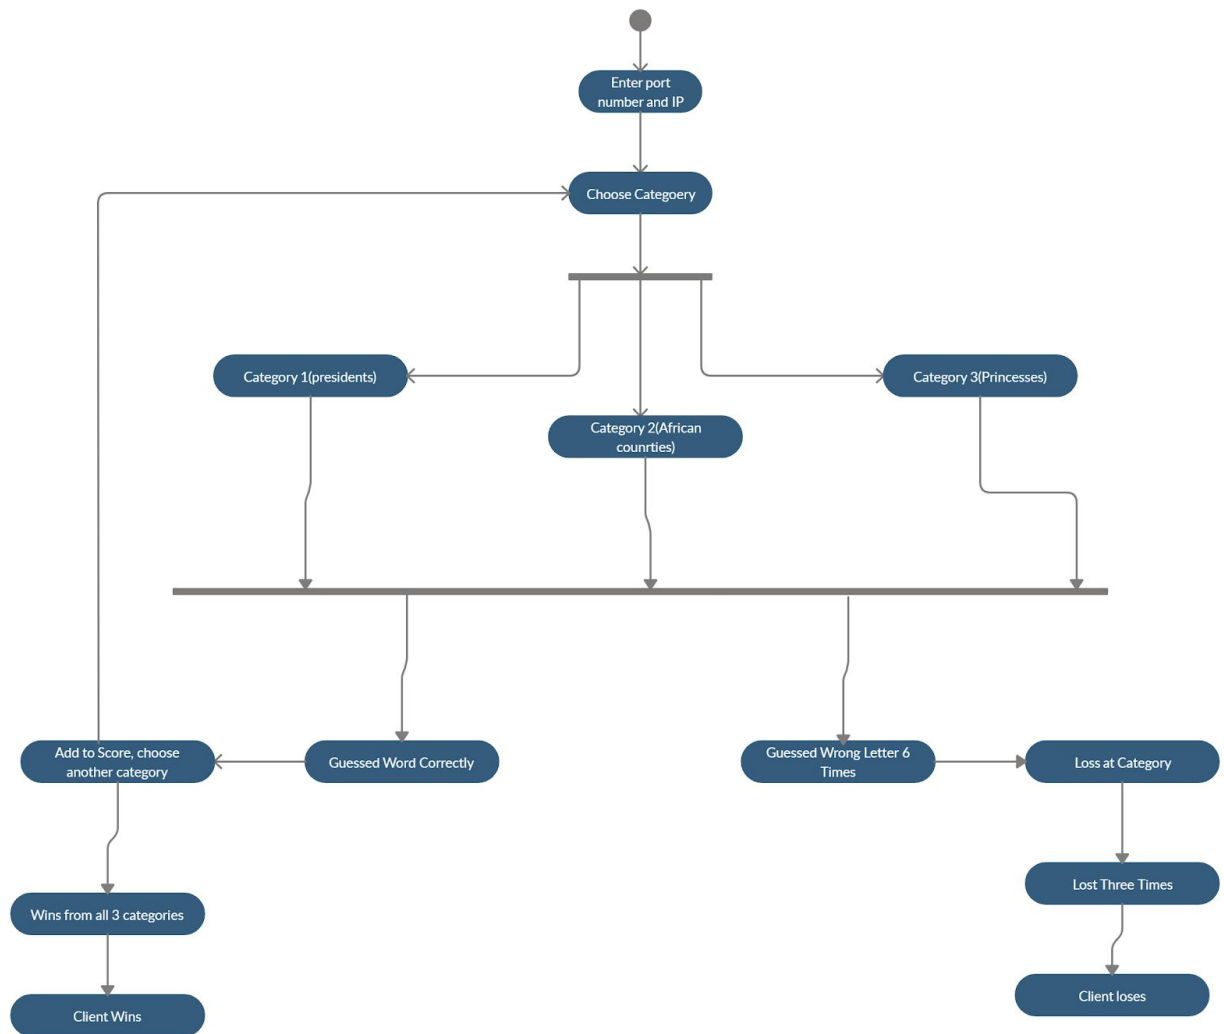 Enter port
number and IP
Choose Categoery
Category 1(presidents)
Category 3(Princesses)
Category 2(African
counrties)
Add to Score, choose
another category
Guessed Word Correctly
Guessed Wrong Letter 6
Times
Loss at Category
Lost Three Times
Wins from all 3 categories
Client loses
Client Wins